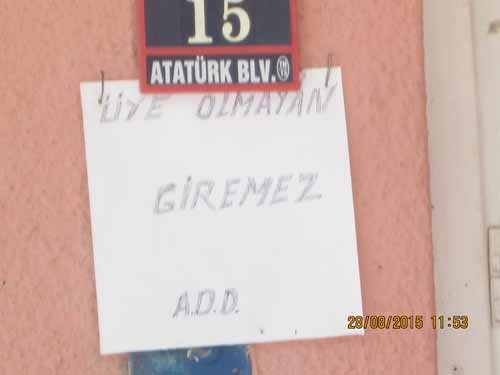 15
ATATÜRK BLV.
ÜYE OLMAYAN
GİREMEZ
A.D.D.
28/08/2015 11:53